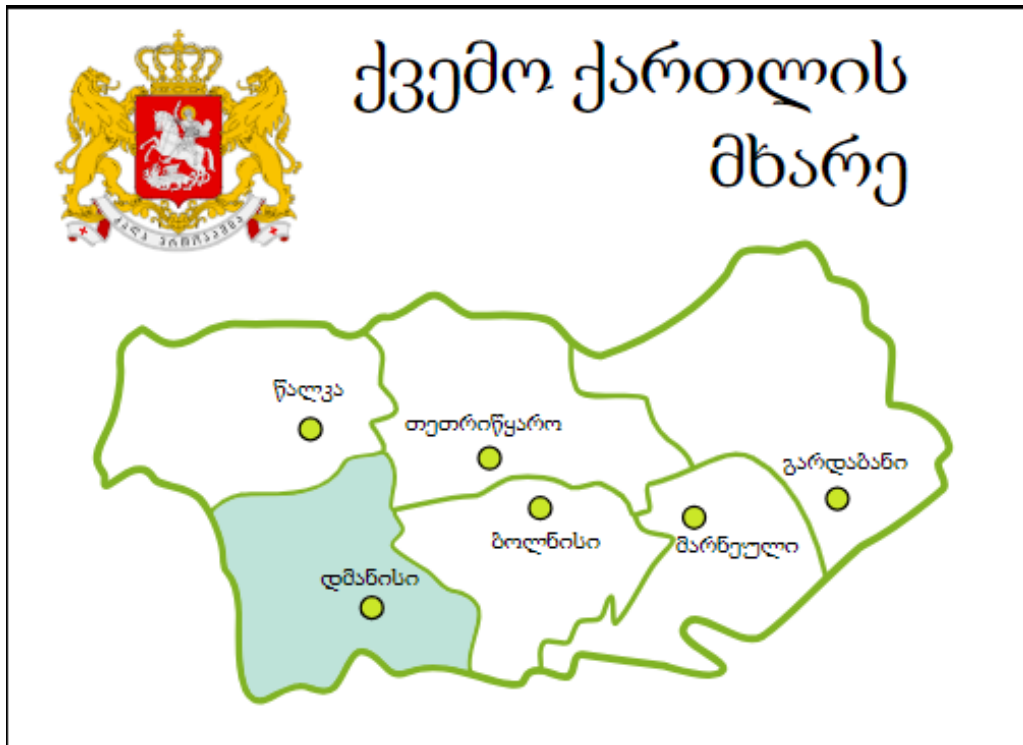 ქვემო ქართლის
მხარე
წალკა
თეთრიწყარო
გარდაბანი
ბოლნისი
მარნეული
დმანისი